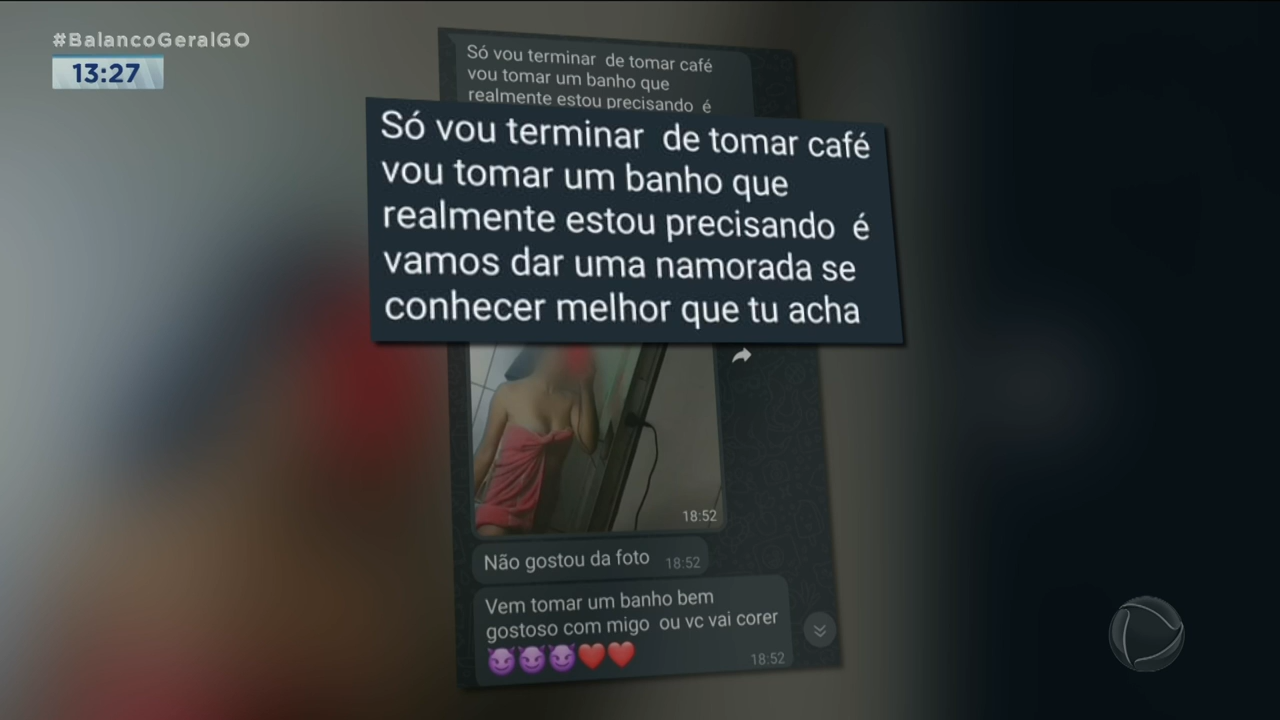 #BalancoGeralGO
13:27
Só vou terminar de tomar café
vou tomar um banho que
realmente estou precisando é
Só vou terminar de tomar café
vou tomar um banho que
realmente estou precisando é
vamos dar uma namorada se
conhecer melhor que tu acha
18:52
Não gostou da foto 18:52
Vem tomar um banho bem
gostoso com migo ou vc vai corer
😈😈😈❤️❤️ 18:52